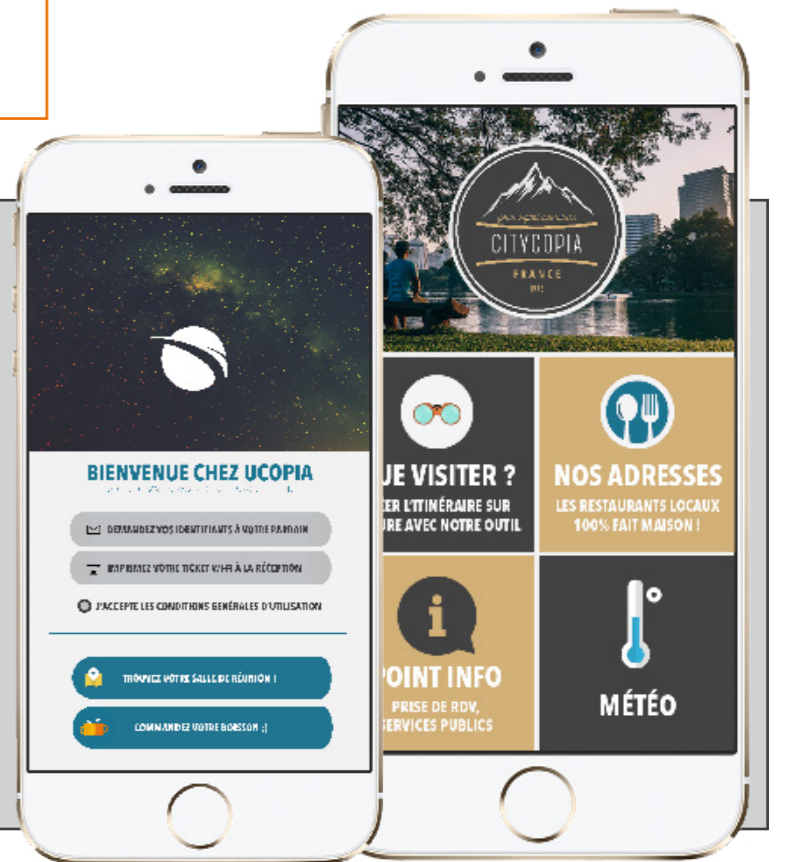 BIENVENUE CHEZ UCOPIA
DEMANDEZ VOS IDENTIFIANTS À VOTRE PARRAIN
IMPRIMEZ VOTRE TICKET WI-FI À LA RÉCEPTION
J'ACCEPTE LES CONDITIONS GÉNÉRALES D'UTILISATION
TROUVEZ VOTRE SALLE DE RÉUNION !
COMMANDEZ VOTRE BOISSON ;)
CITYCOPIA
FRANCE
UE VISITER ?
ER L'ITINÉRAIRE SUR
URE AVEC NOTRE OUTIL
NOS ADRESSES
LES RESTAURANTS LOCAUX
100% FAIT MAISON !
POINT INFO
PRISE DE RDV,
SERVICES PUBLICS
MÉTÉO